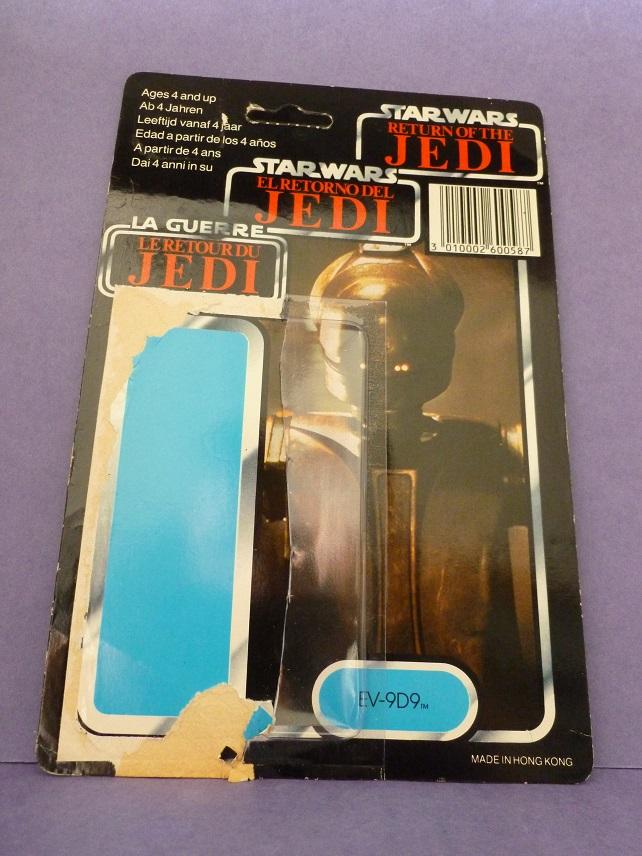 Ages 4 and up
Ab 4 Jahren
Leeftijd vanaf 4 jaar
Edad a partir de los 4 años
A partir de 4 ans
Dai 4 anni in su
STAR WARS
RETURN OF THE
JEDI
™
STAR WARS
EL RETORNO DEL
JEDI
™
LA GUERRE
LE RETOUR DU
JEDI
3 010002 600587
EV-9D9™
MADE IN HONG KONG